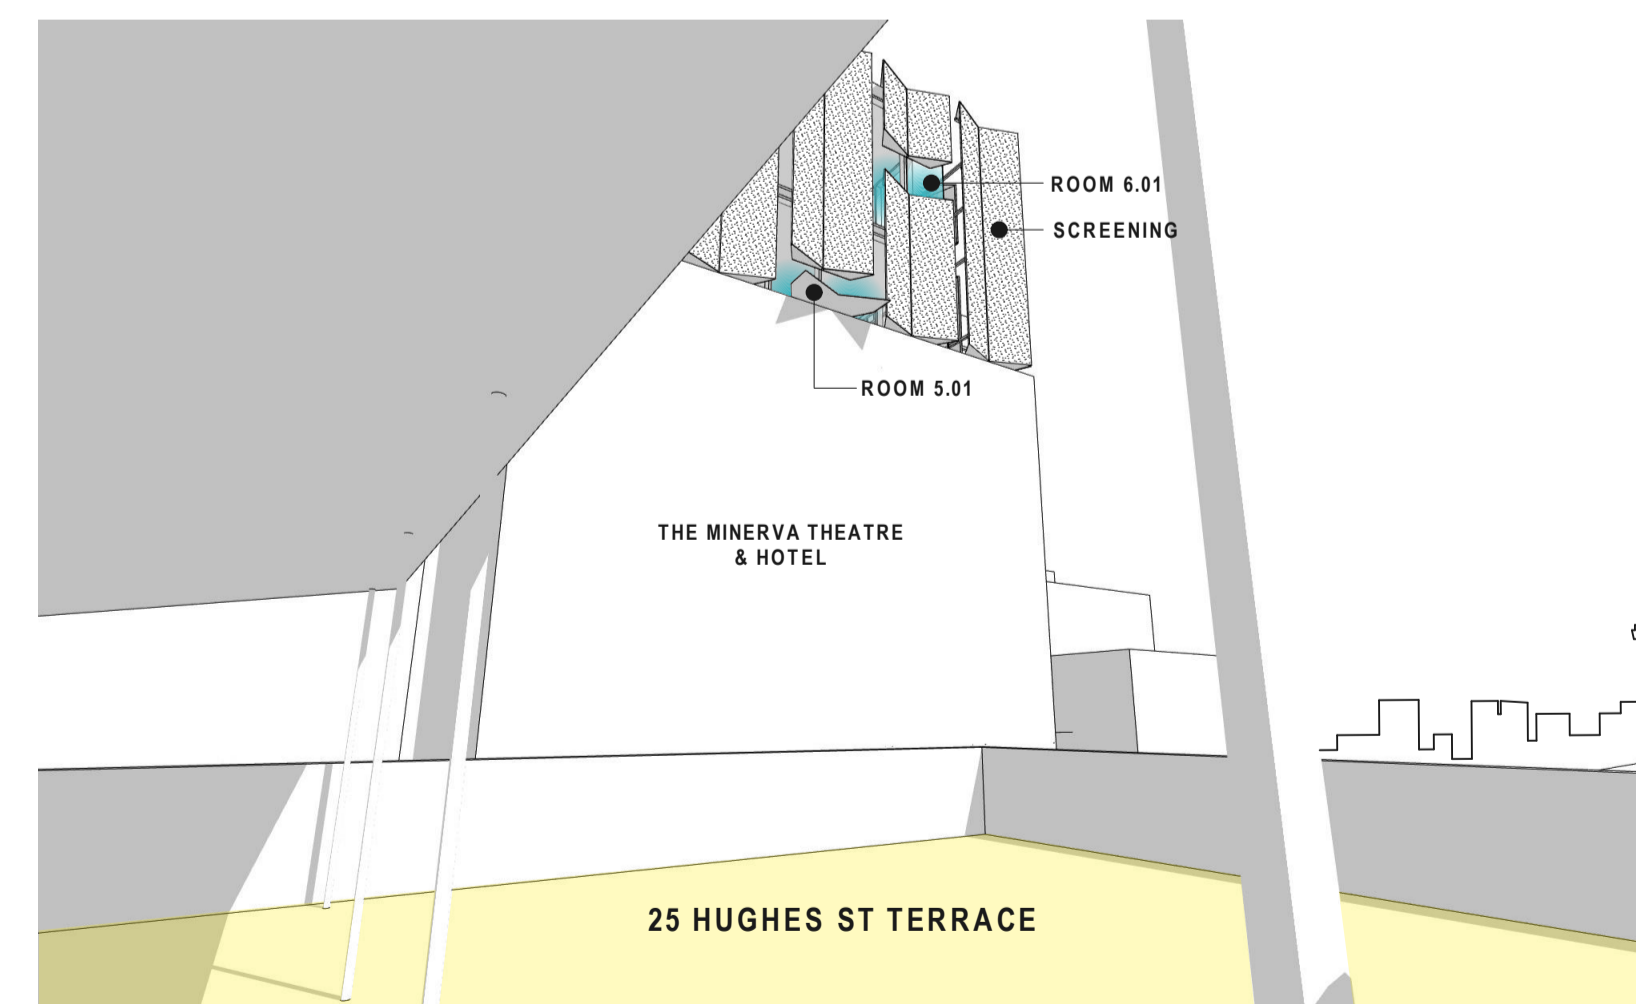 ROOM 6.01
SCREENING
ROOM 5.01
THE MINERVA THEATRE
& HOTEL
25 HUGHES ST TERRACE